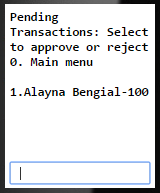 Pending
Transactions: Select
to approve or reject
0. Main menu
1.Alayna Bengial-100